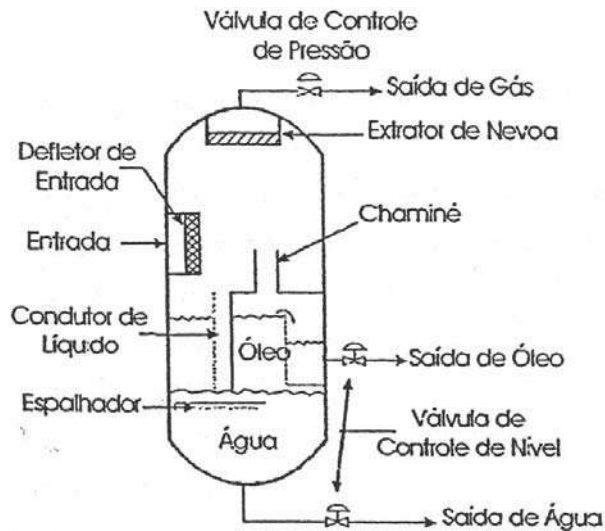 Válvula de Controle
de Pressão
Saída de Gás
Extrator de Nevoa
Defletor de
Entrada
Chaminé
Entrada
Condutor de
Líquido
Óleo
Saída de Óleo
Espalhador
Água
Válvula de
Controle de Nível
Saída de Água